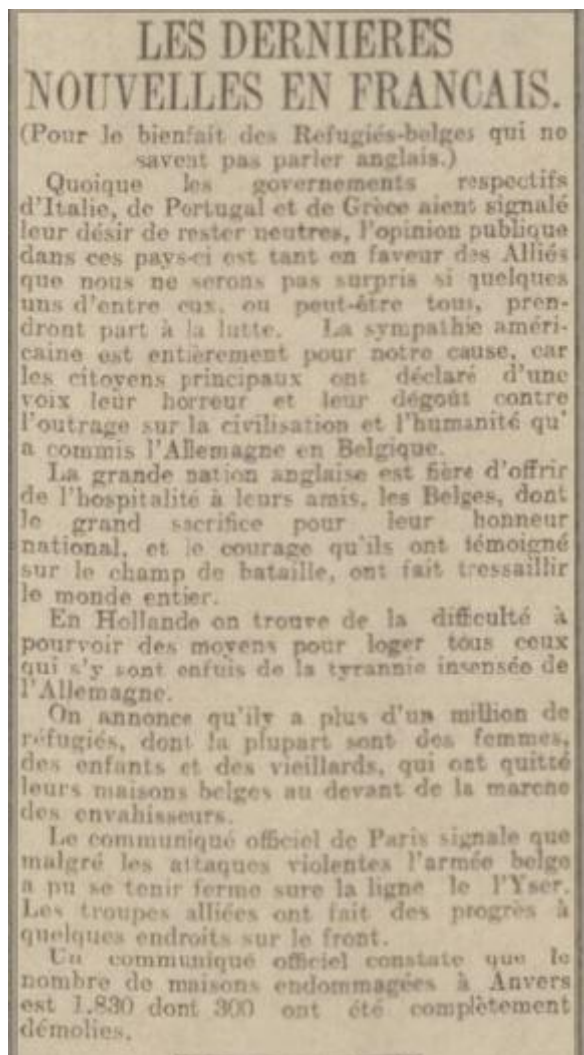 LES DERNIERES
NOUVELLES EN FRANCAIS.
(Pour le bienfait des Refugiés-belges qui no
savent pas parler anglais.)
Quoique les governements respectifs
d'Italie, de Portugal et de Grèce aient signalé
leur désir de rester neutres, l'opinion publique
dans ces pays-ci est tant en faveur des Alliés
que nous ne serons pas surpris si quelques
uns d'entre eux, ou peut-être tous, pren-
dront part à la lutte. La sympathie améri-
caine est entièrement pour notre cause, car
les citoyens principaux ont déclaré d'une
voix leur horreur et leur dégoût contre
l'outrage sur la civilisation et l'humanité qu'
a commis l'Allemagne en Belgique.
La grande nation anglaise est fière d'offrir
de l'hospitalité à leurs amis, les Belges, dont
le grand sacrifice pour leur honneur
national, et le courage qu'ils ont témoigné
sur le champ de bataille, ont fait tressaillir
le monde entier.
En Hollande on trouve de la difficulté à
pourvoir des moyens pour loger tous ceux
qui s'y sont enfuis de la tyrannie insensée de
l'Allemagne.
On annonce qu'ily a plus d'un million de
réfugiés, dont la plupart sont des femmes,
des enfants et des vieillards, qui ont quitté
leurs maisons belges au devant de la marche
des envahisseurs.
Le communiqué officiel de Paris signale que
malgré les attaques violentes l'armée belge
a pu se tenir ferme sure la ligne le l'Yser.
Les troupes alliées ont fait des progrès à
quelques endroits sur le front.
Un communiqué officiel constate que le
nombre de maisons endommagées à Anvers
est 1.830 dont 300 ont été complètement
démolies.